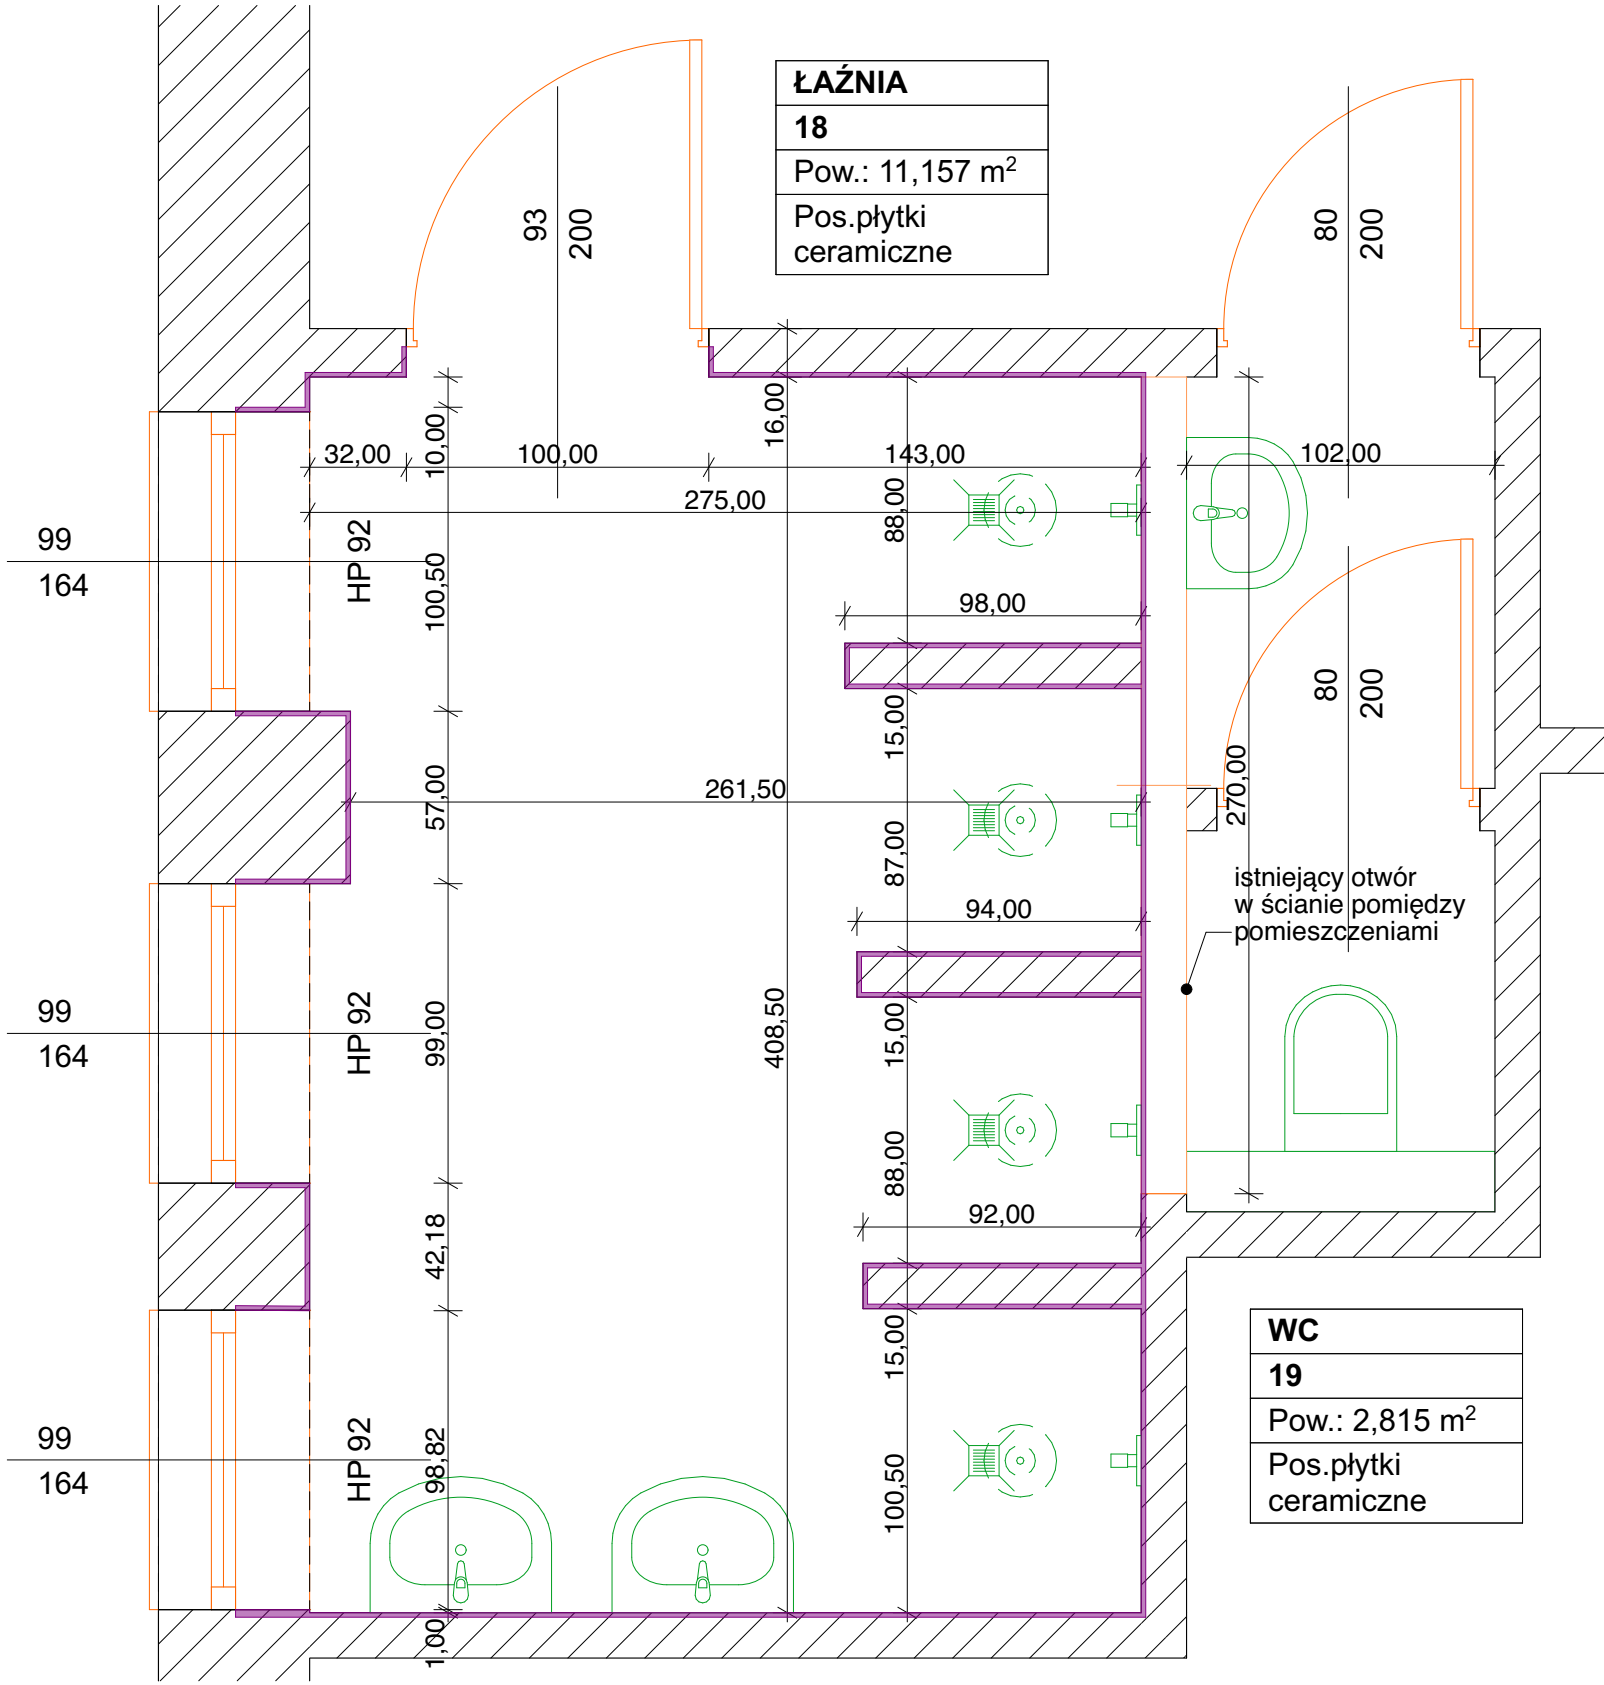 ŁAŹNIA
18
Pow.: 11,157 m²
Pos.płytki
ceramiczne
93
200
80
200
16,00
10,00
32,00
100,00
143,00
102,00
275,00
88,00
99
164
HP 92
100,50
98,00
15,00
80
200
57,00
261,50
270,00
87,00
istniejący otwór
w ścianie pomiędzy
pomieszczeniami
94,00
99
164
HP 92
99,00
408,50
15,00
88,00
92,00
42,18
15,00
WC
19
Pow.: 2,815 m²
Pos.płytki
ceramiczne
99
164
HP 92
98,82
100,50
1,00